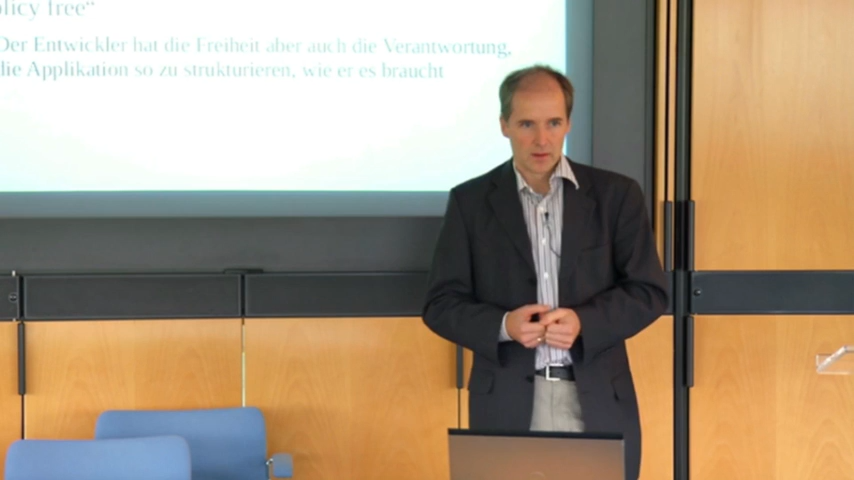 licy free“
Der Entwickler hat die Freiheit aber auch die Verantwortung,
die Applikation so zu strukturieren, wie er es braucht